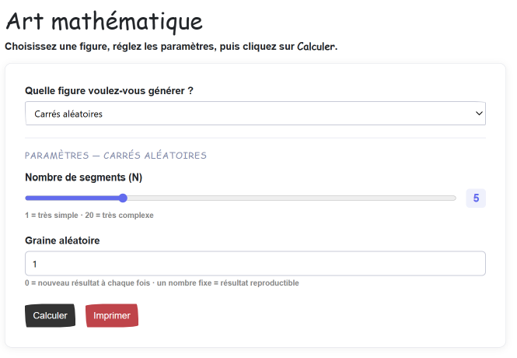 Art mathématique
Choisissez une figure, réglez les paramètres, puis cliquez sur Calculer.
Quelle figure voulez-vous générer ?
Carrés aléatoires
PARAMÈTRES — CARRÉS ALÉATOIRES
Nombre de segments (N)
5
1 = très simple · 20 = très complexe
Graine aléatoire
1
0 = nouveau résultat à chaque fois · un nombre fixe = résultat reproductible
Calculer Imprimer